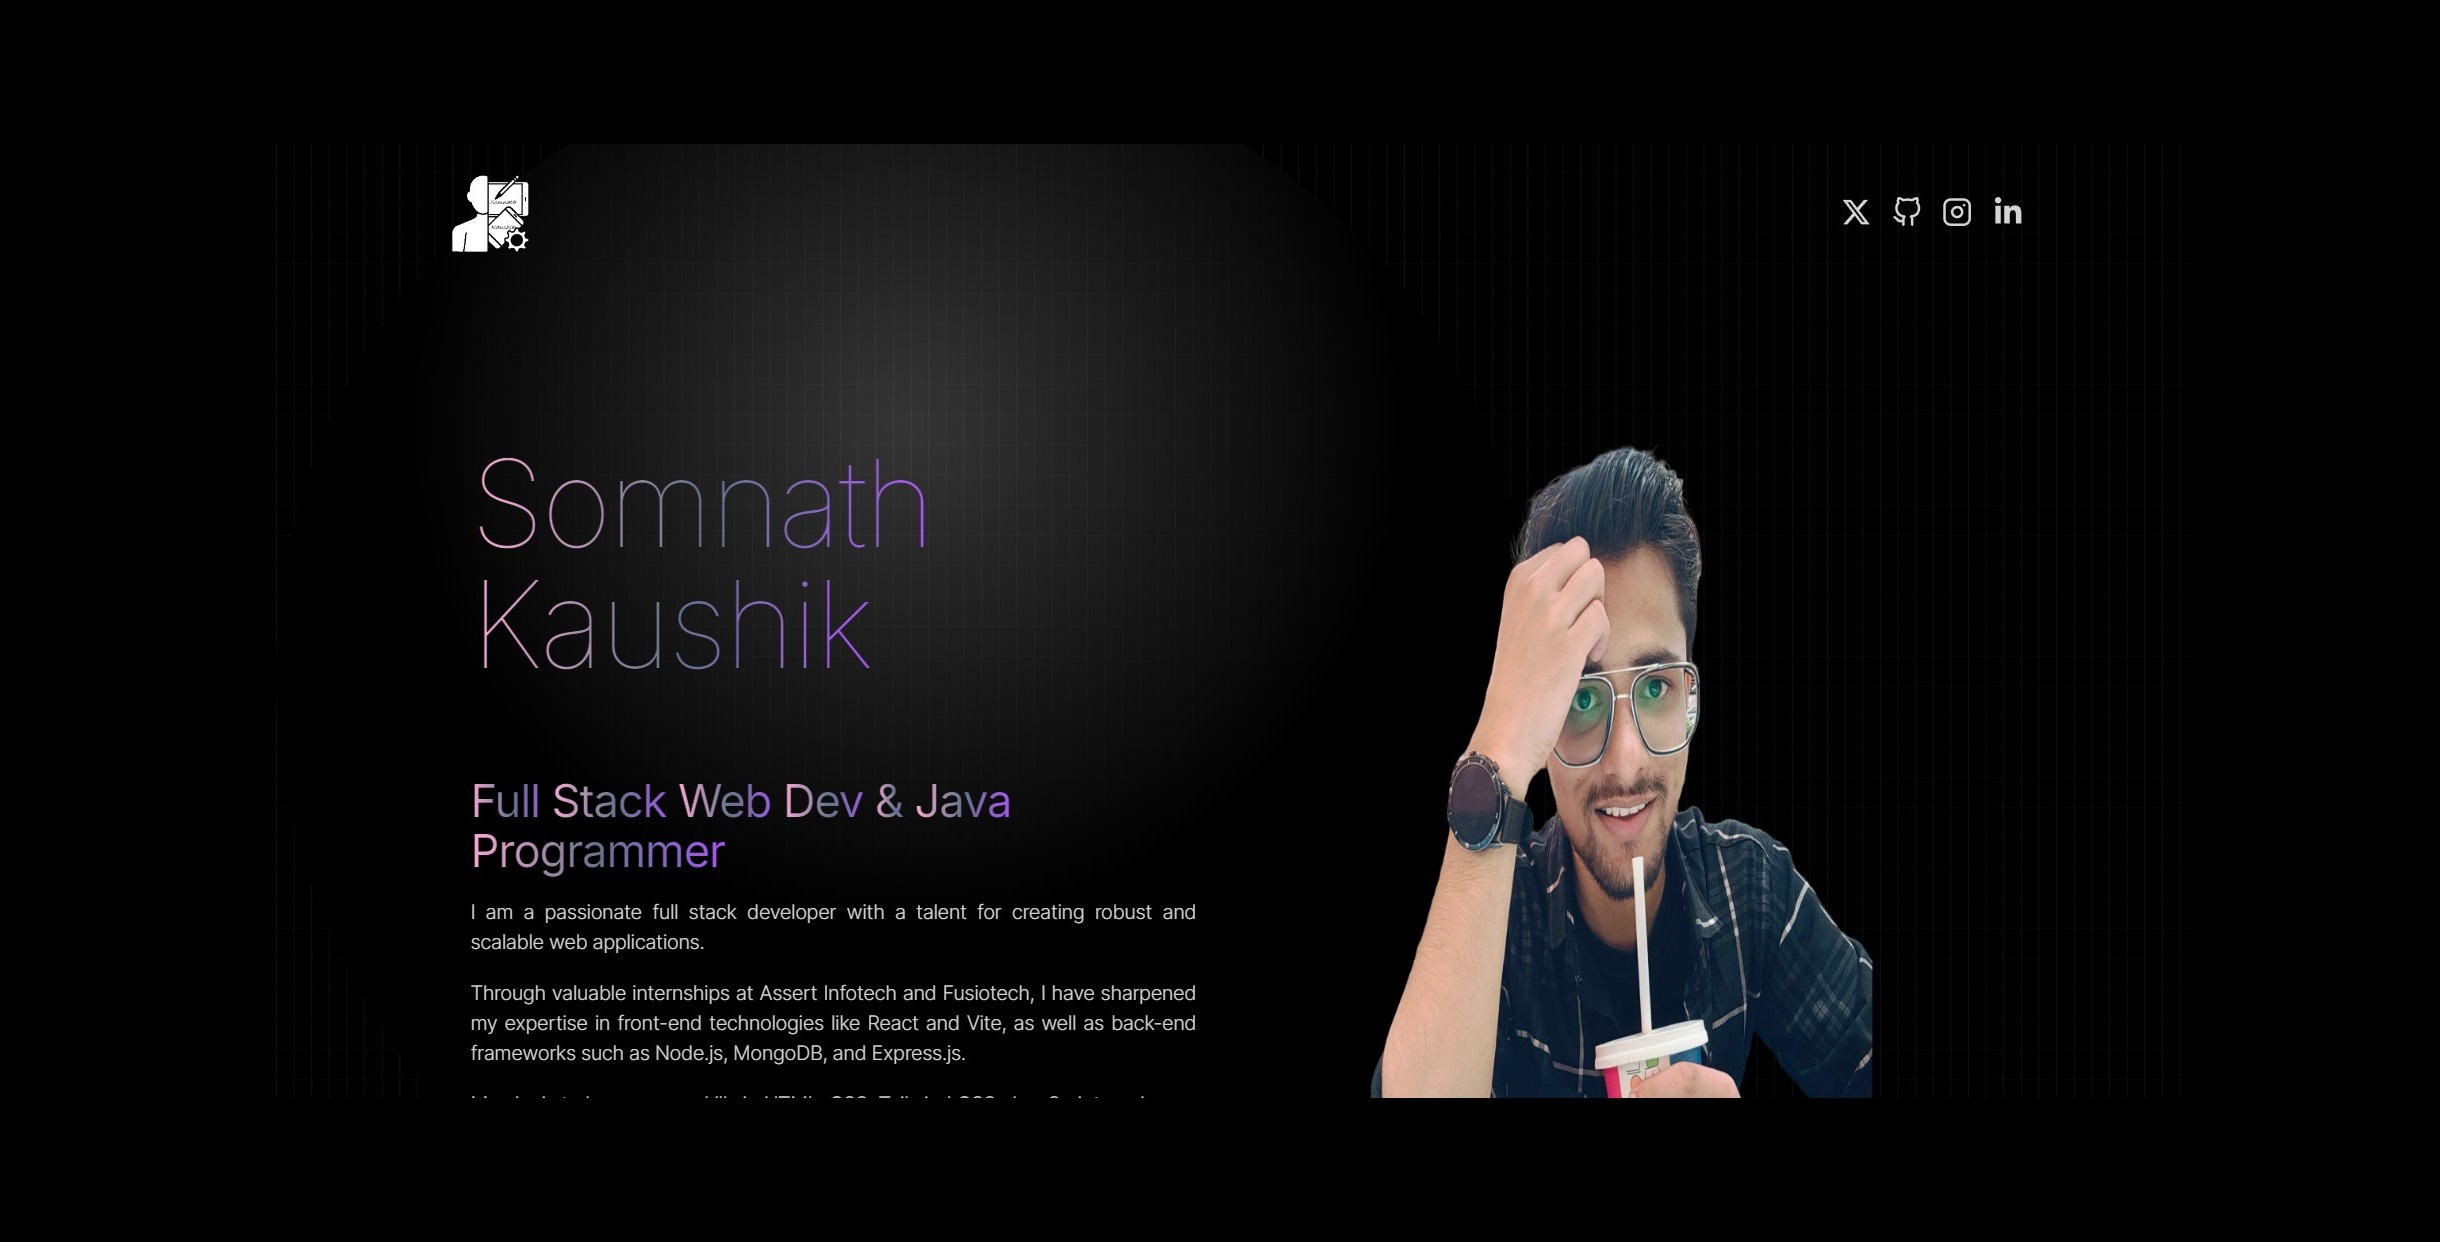 Somnath
Kaushik
Somnath
Kaushik
Full Stack Web Dev & Java
Programmer
I am a passionate full stack developer with a talent for creating robust and
scalable web applications.
Through valuable internships at Assert Infotech and Fusiotech, I have sharpened
my expertise in front-end technologies like React and Vite, as well as back-end
frameworks such as Node.js, MongoDB, and Express.js.